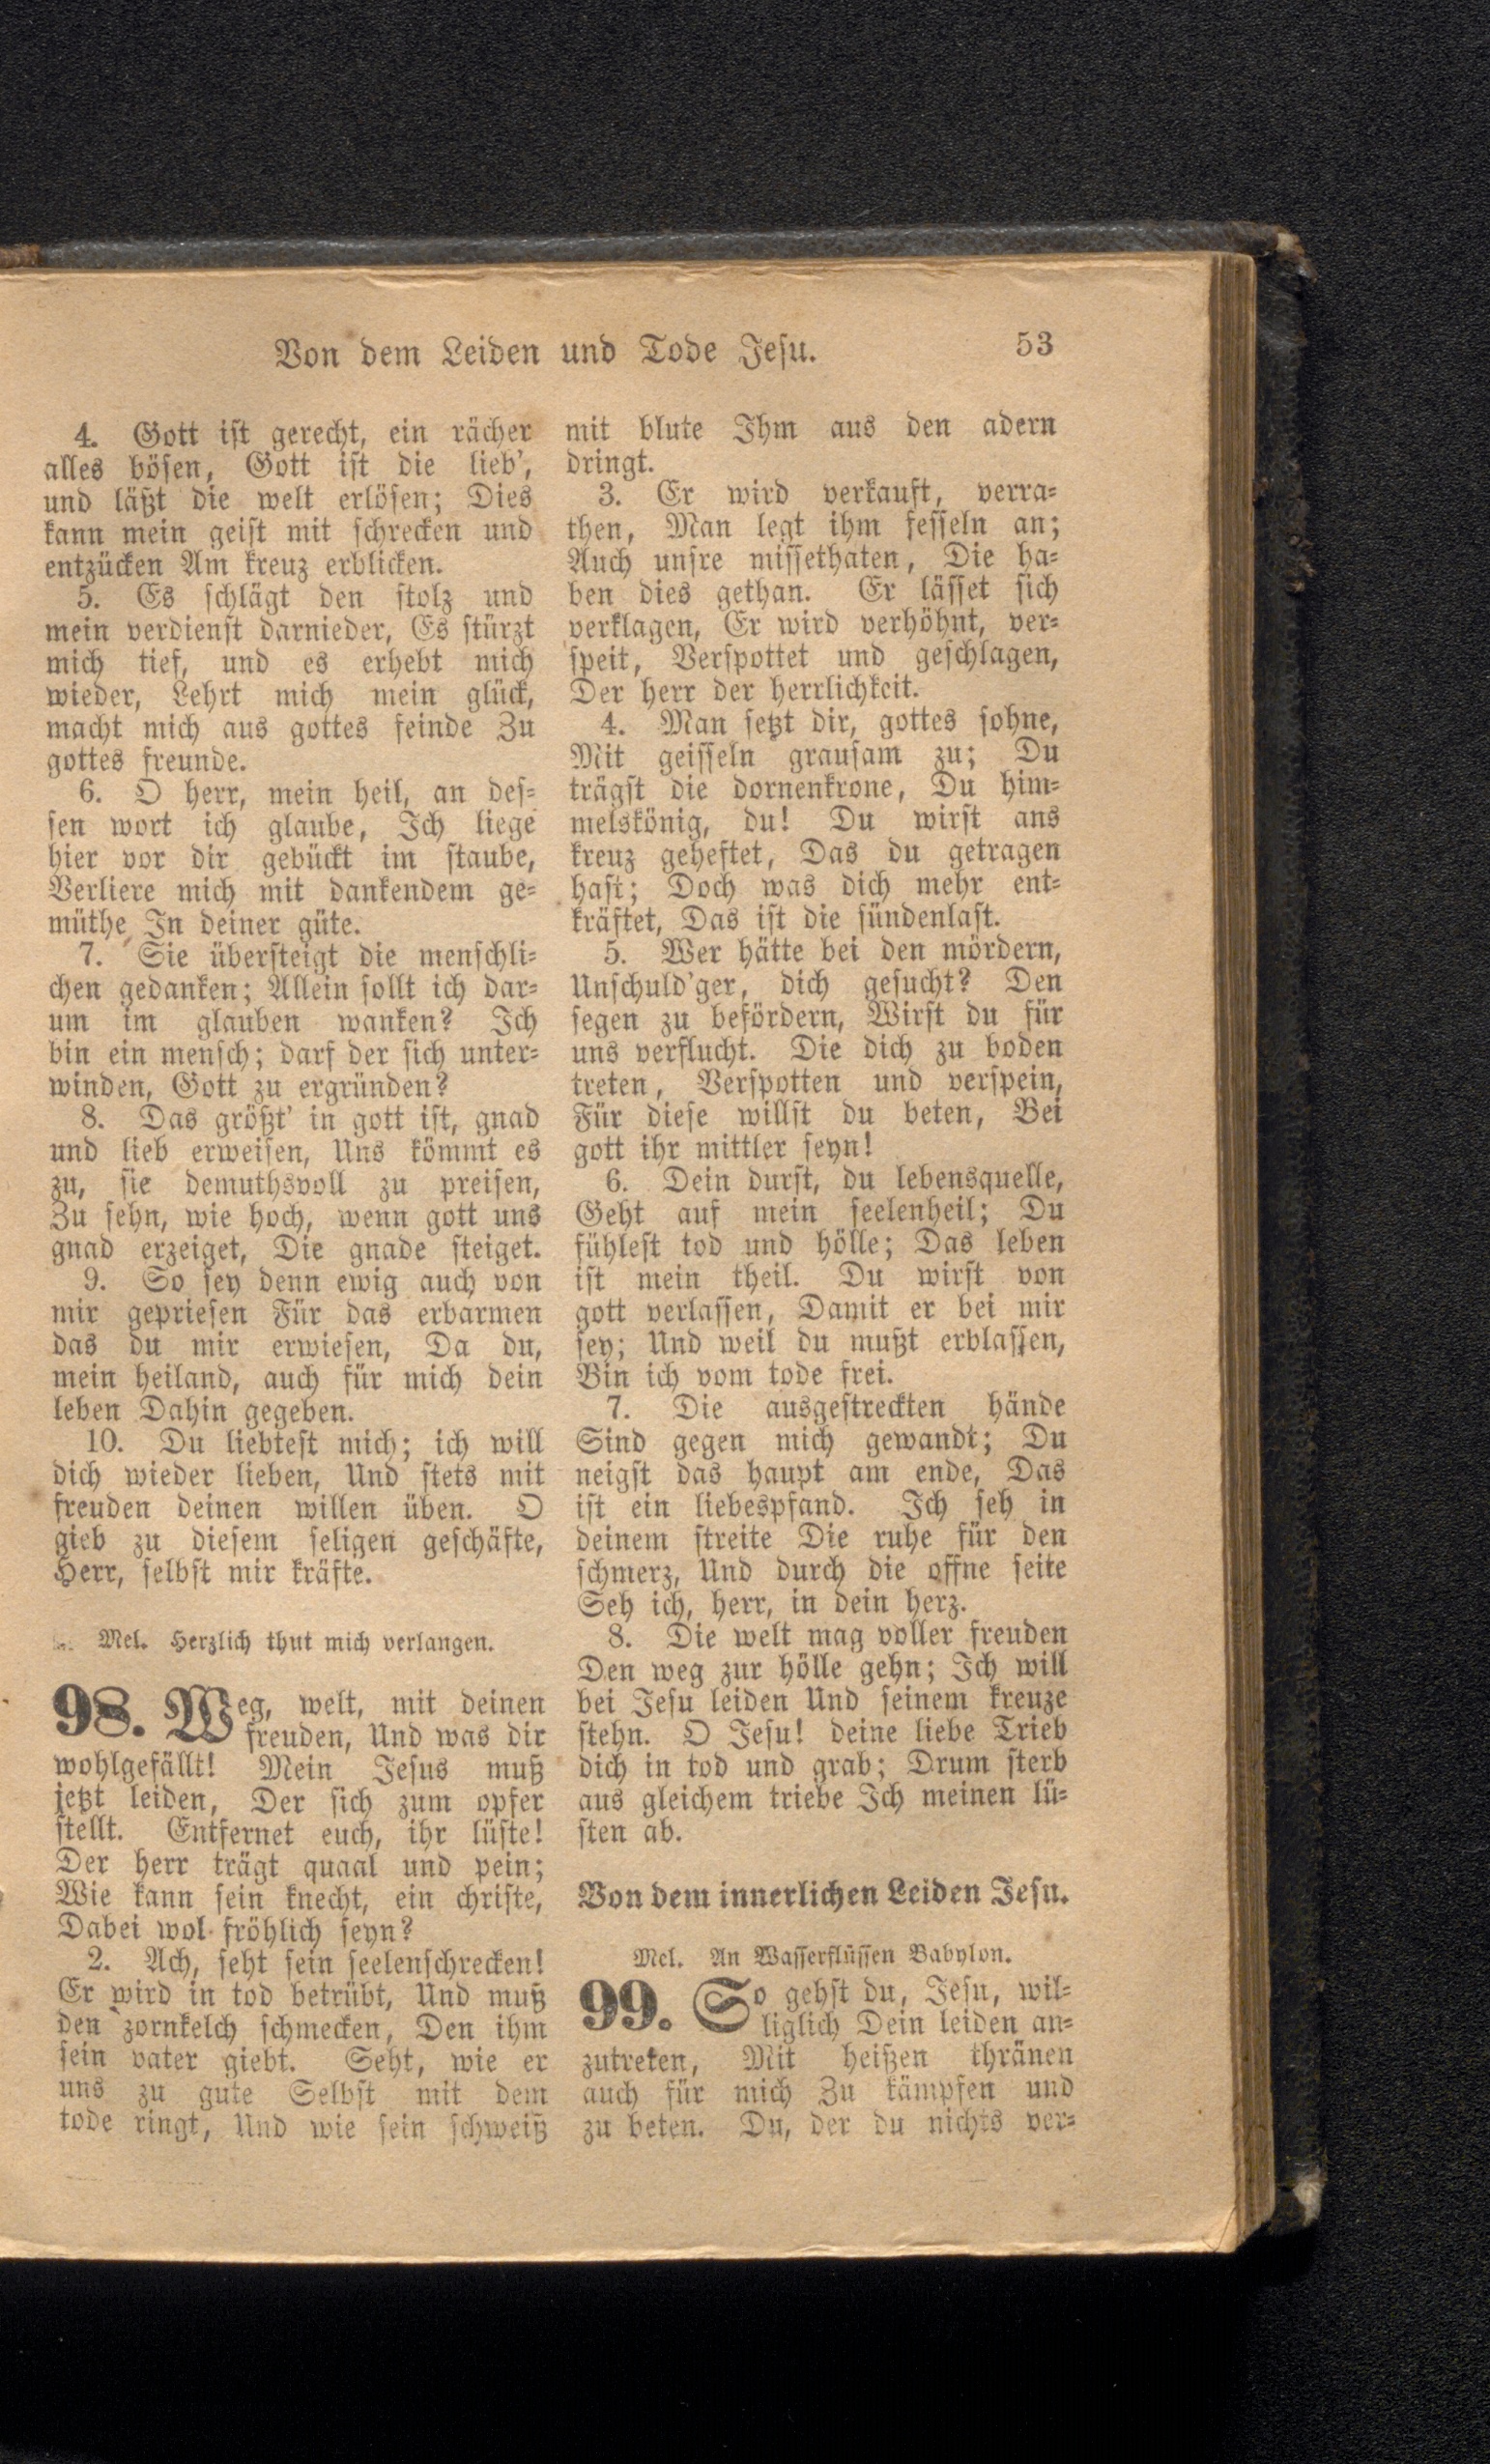 Von dem Leiden und Tode Jesu.
53
4. Gott ist gerecht, ein rächer
alles bösen, Gott ist die lieb',
und läßt die welt erlösen; Dies
kann mein geist mit schrecken und
entzücken Am kreuz erblicken.
5. Es schlägt den stolz und
mein verdienst darnieder, Es stürzt
mich tief, und es erhebt mich
wieder, Lehrt mich mein glück,
macht mich aus gottes feinde Zu
gottes freunde.
6. O herr, mein heil, an des-
sen wort ich glaube, Ich liege
hier vor dir gebückt im staube,
Verliere mich mit dankendem ge-
müthe In deiner güte.
7. Sie übersteigt die menschli-
chen gedanken; Allein sollt ich dar-
um im glauben wanken? Ich
bin ein mensch; darf der sich unter-
winden, Gott zu ergründen?
8. Das größt' in gott ist, gnad
und lieb erweisen, Uns kömmt es
zu, sie demuthsvoll zu preisen,
Zu sehn, wie hoch, wenn gott uns
gnad erzeiget, Die gnade steiget.
9. So sey denn ewig auch von
mir gepriesen Für das erbarmen
das du mir erwiesen, Da du,
mein heiland, auch für mich dein
leben Dahin gegeben.
10. Du liebtest mich; ich will
dich wieder lieben, Und stets mit
freuden deinen willen üben. O
gieb zu diesem seligen geschäfte,
Herr, selbst mir kräfte.
Mel. Herzlich thut mich verlangen.
98. Weg, welt, mit deinen
freuden, Und was dir
wohlgefällt! Mein Jesus muß
jetzt leiden, Der sich zum opfer
stellt. Entfernet euch, ihr lüste!
Der herr trägt quaal und pein;
Wie kann sein knecht, ein christe,
Dabei wol fröhlich seyn?
2. Ach, seht sein seelenschrecken!
Er wird in tod betrübt, Und muß
den zornkelch schmecken, Den ihm
sein vater giebt. Seht, wie er
uns zu gute Selbst mit dem
tode ringt, Und wie sein schweiß
mit blute Ihm aus den adern
dringt.
3. Er wird verkauft, verra-
then, Man legt ihm fesseln an;
Auch unsre missethaten, Die ha-
ben dies gethan. Er lässet sich
verklagen, Er wird verhöhnt, ver-
speit, Verspottet und geschlagen,
Der herr der herrlichkeit.
4. Man setzt dir, gottes sohne,
Mit geisseln grausam zu; Du
trägst die dornenkrone, Du him-
melskönig, du! Du wirst ans
kreuz geheftet, Das du getragen
hast; Doch was dich mehr ent-
kräftet, Das ist die sündenlast.
5. Wer hätte bei den mördern,
Unschuld'ger, dich gesucht? Den
segen zu befördern, Wirst du für
uns verflucht. Die dich zu boden
treten, Verspotten und verspein,
Für diese willst du beten, Bei
gott ihr mittler seyn!
6. Dein durst, du lebensquelle,
Geht auf mein seelenheil; Du
fühlest tod und hölle; Das leben
ist mein theil. Du wirst von
gott verlassen, Damit er bei mir
sey; Und weil du mußt erblassen,
Bin ich vom tode frei.
7. Die ausgestreckten hände
Sind gegen mich gewandt; Du
neigst das haupt am ende, Das
ist ein liebespfand. Ich seh in
deinem streite Die ruhe für den
schmerz, Und durch die offne seite
Seh ich, herr, in dein herz.
8. Die welt mag voller freuden
Den weg zur hölle gehn; Ich will
bei Jesu leiden Und seinem kreuze
stehn. O Jesu! deine liebe Trieb
dich in tod und grab; Drum sterb
aus gleichem triebe Ich meinen lü-
sten ab.
Von dem innerlichen Leiden Jesu.
Mel. An Wasserflüssen Babylon.
99. So gehst du, Jesu, wil-
liglich Dein leiden an-
zutreten, Mit heißen thränen
auch für mich Zu kämpfen und
zu beten. Du, der du nichts ver-